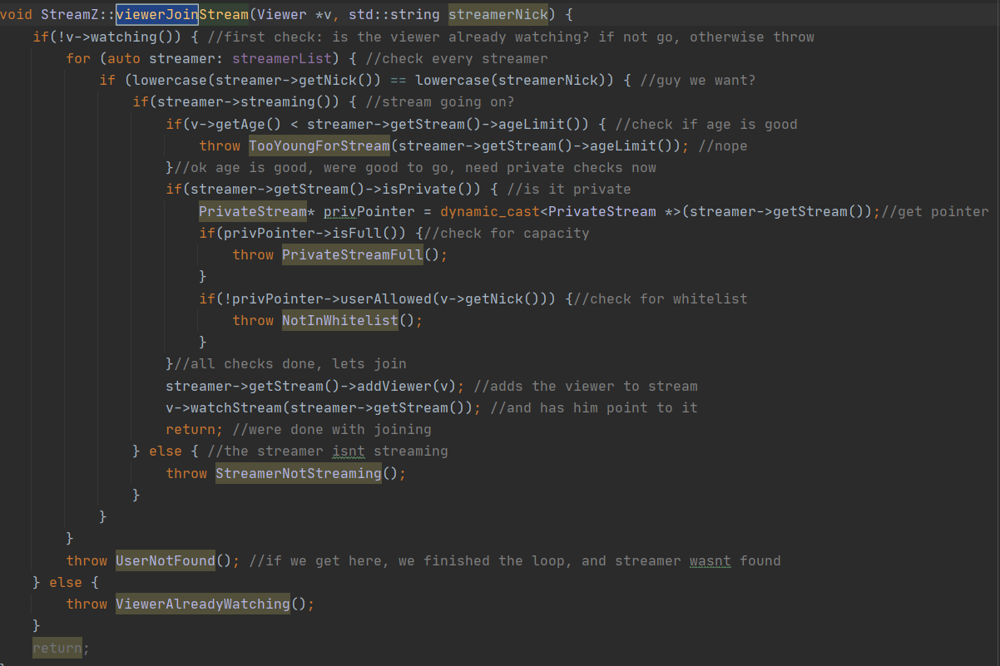 void StreamZ::viewerJoinStream(Viewer *v, std::string streamerNick) {
    if(!v->watching()) { //first check: is the viewer already watching? if not go, otherwise throw
        for (auto streamer: streamerList) { //check every streamer
            if (lowercase(streamer->getNick()) == lowercase(streamerNick)) { //guy we want?
                if(streamer->streaming()) { //stream going on?
                    if(v->getAge() < streamer->getStream()->ageLimit()) { //check if age is good
                        throw TooYoungForStream(streamer->getStream()->ageLimit()); //nope
                    }//ok age is good, were good to go, need private checks now
                    if(streamer->getStream()->isPrivate()) { //is it private
                        PrivateStream* privPointer = dynamic_cast<PrivateStream *>(streamer->getStream());//get pointer
                        if(privPointer->isFull()) {//check for capacity
                            throw PrivateStreamFull();
                        }
                        if(!privPointer->userAllowed(v->getNick())) {//check for whitelist
                            throw NotInWhitelist();
                        }
                    }//all checks done, lets join
                    streamer->getStream()->addViewer(v); //adds the viewer to stream
                    v->watchStream(streamer->getStream()); //and has him point to it
                    return; //were done with joining
                } else { //the streamer isnt streaming
                    throw StreamerNotStreaming();
                }
            }
        }
        throw UserNotFound(); //if we get here, we finished the loop, and streamer wasnt found
    } else {
        throw ViewerAlreadyWatching();
    }
    return;